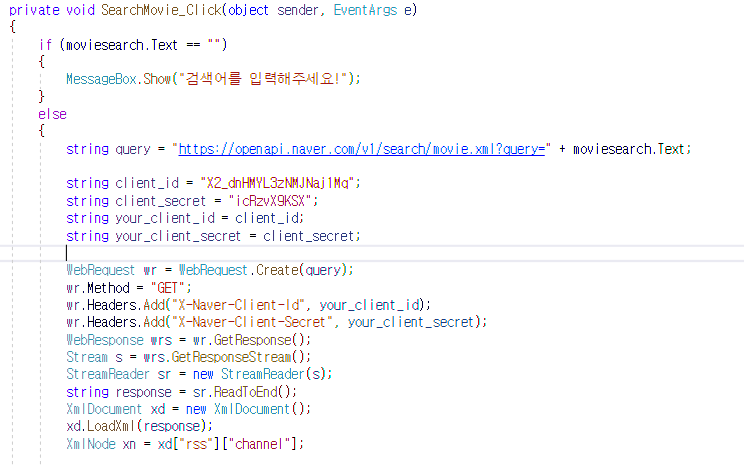 private void SearchMovie_Click(object sender, EventArgs e)
{
if (moviesearch.Text == "")
{
MessageBox.Show("검색어를 입력해주세요!");
}
else
{
string query = "https://openapi.naver.com/v1/search/movie.xml?query=" + moviesearch.Text;
string client_id = "X2_dnHMYL3zNMJNaj1Mg";
string client_secret = "icRzvX9KSX";
string your_client_id = client_id;
string your_client_secret = client_secret;
WebRequest wr = WebRequest.Create(query);
wr.Method = "GET";
wr.Headers.Add("X-Naver-Client-Id", your_client_id);
wr.Headers.Add("X-Naver-Client-Secret", your_client_secret);
WebResponse wrs = wr.GetResponse();
Stream s = wrs.GetResponseStream();
StreamReader sr = new StreamReader(s);
string response = sr.ReadToEnd();
XmlDocument xd = new XmlDocument();
xd.LoadXml(response);
XmlNode xn = xd["rss"]["channel"];